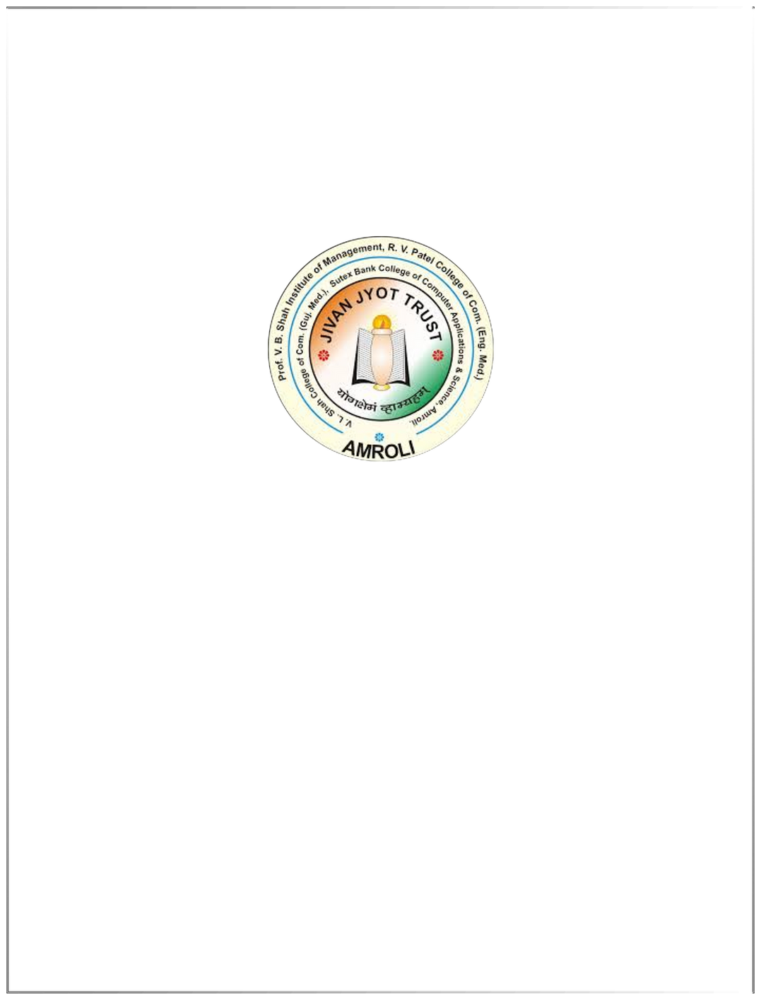 Prof. V. B. Shah Institute of Management, R. V. Patel College of Com. (Eng. Med.)
V. L. Shah College of Com. (Guj. Med.), Sutex Bank College of Computer Applications & Science, Amroli.
JIVAN JYOT TRUST
योगक्षेमं व्हाम्यहम्
AMROLI